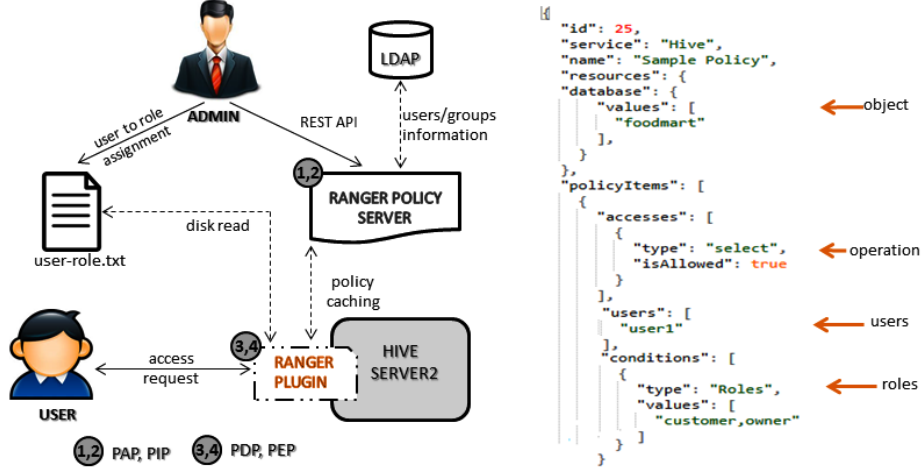 ADMIN
LDAP
user to role
assignment
REST API
users/groups
information
1,2
RANGER POLICY
SERVER
user-role.txt
disk read
policy
caching
3,4
RANGER
PLUGIN
HIVE
SERVER2
access
request
USER
1,2 PAP, PIP 3,4 PDP, PEP
{
"id": 25,
"service": "Hive",
"name": "Sample Policy",
"resources": {
"database": {
"values": [
"foodmart"
],
}
},
"policyItems": [
{
"accesses": [
{
"type": "select",
"isAllowed": true
}
],
"users": [
"user1"
],
"conditions": [
{
"type": "Roles",
"values": [
"customer,owner"
]
}
}
object
operation
users
roles